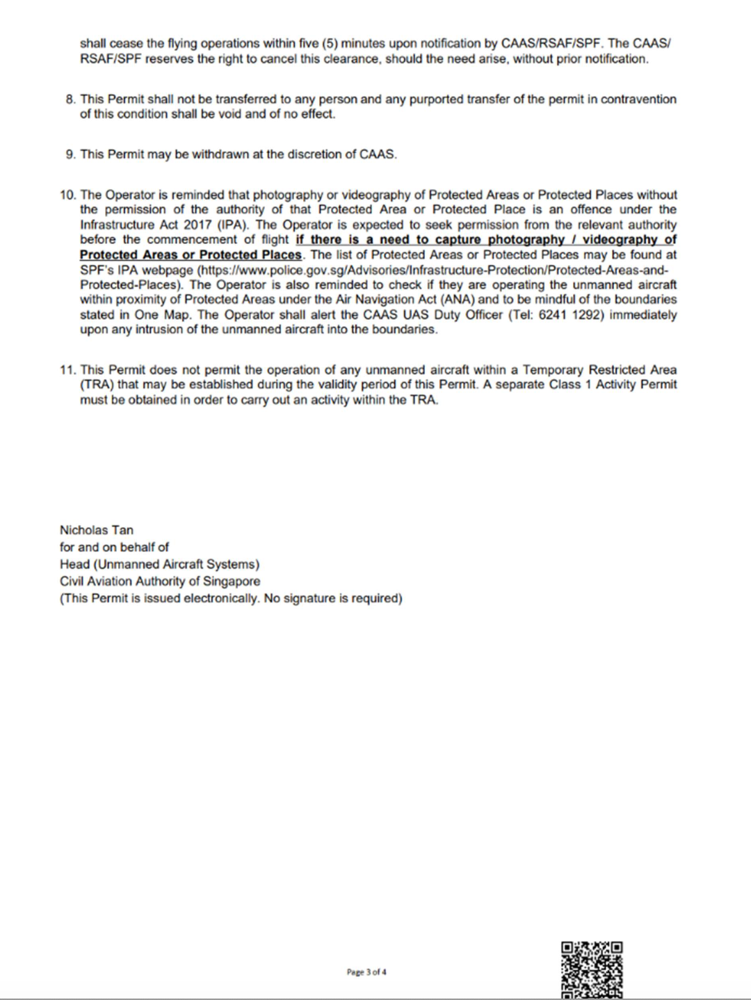 shall cease the flying operations within five (5) minutes upon notification by CAAS/RSAF/SPF. The CAAS/
RSAF/SPF reserves the right to cancel this clearance, should the need arise, without prior notification.
8. This Permit shall not be transferred to any person and any purported transfer of the permit in contravention
of this condition shall be void and of no effect.
9. This Permit may be withdrawn at the discretion of CAAS.
10. The Operator is reminded that photography or videography of Protected Areas or Protected Places without
the permission of the authority of that Protected Area or Protected Place is an offence under the
Infrastructure Act 2017 (IPA). The Operator is expected to seek permission from the relevant authority
before the commencement of flight if there is a need to capture photography / videography of
Protected Areas or Protected Places. The list of Protected Areas or Protected Places may be found at
SPF's IPA webpage (https://www.police.gov.sg/Advisories/Infrastructure-Protection/Protected-Areas-and-
Protected-Places). The Operator is also reminded to check if they are operating the unmanned aircraft
within proximity of Protected Areas under the Air Navigation Act (ANA) and to be mindful of the boundaries
stated in One Map. The Operator shall alert the CAAS UAS Duty Officer (Tel: 6241 1292) immediately
upon any intrusion of the unmanned aircraft into the boundaries.
11. This Permit does not permit the operation of any unmanned aircraft within a Temporary Restricted Area
(TRA) that may be established during the validity period of this Permit. A separate Class 1 Activity Permit
must be obtained in order to carry out an activity within the TRA.
Nicholas Tan
for and on behalf of
Head (Unmanned Aircraft Systems)
Civil Aviation Authority of Singapore
(This Permit is issued electronically. No signature is required)
Page 3 of 4